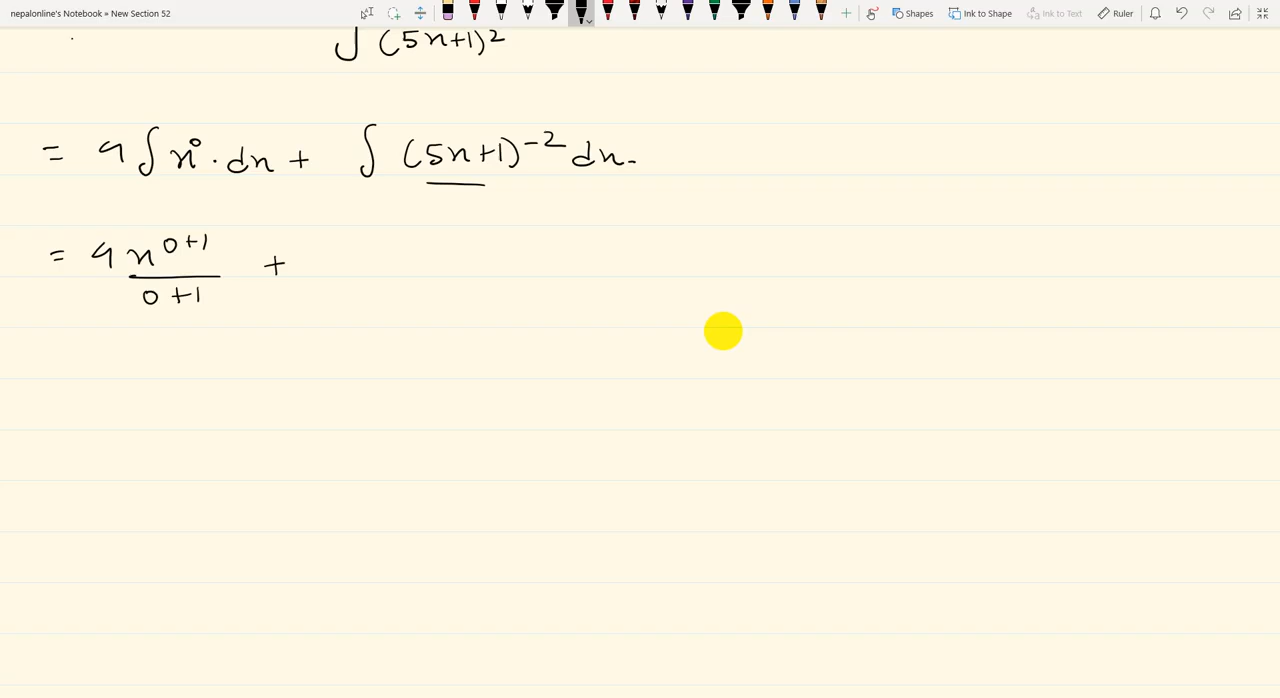 nepalonline's Notebook » New Section 52
Shapes Ink to Shape Ink to Text Ruler
∫ (5x+1)²
= 4 ∫ x⁰ · dx + ∫ (5x+1)⁻² dx.
= 4 x^(0+1) / (0+1) +